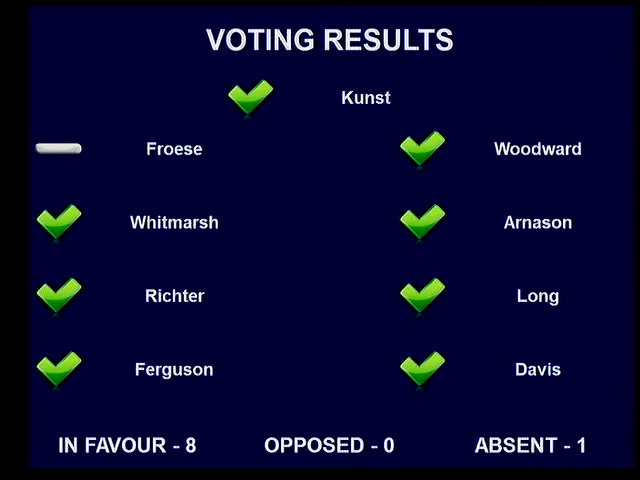 VOTING RESULTS
Kunst
Froese Woodward
Whitmarsh Arnason
Richter Long
Ferguson Davis
IN FAVOUR - 8 OPPOSED - 0 ABSENT - 1